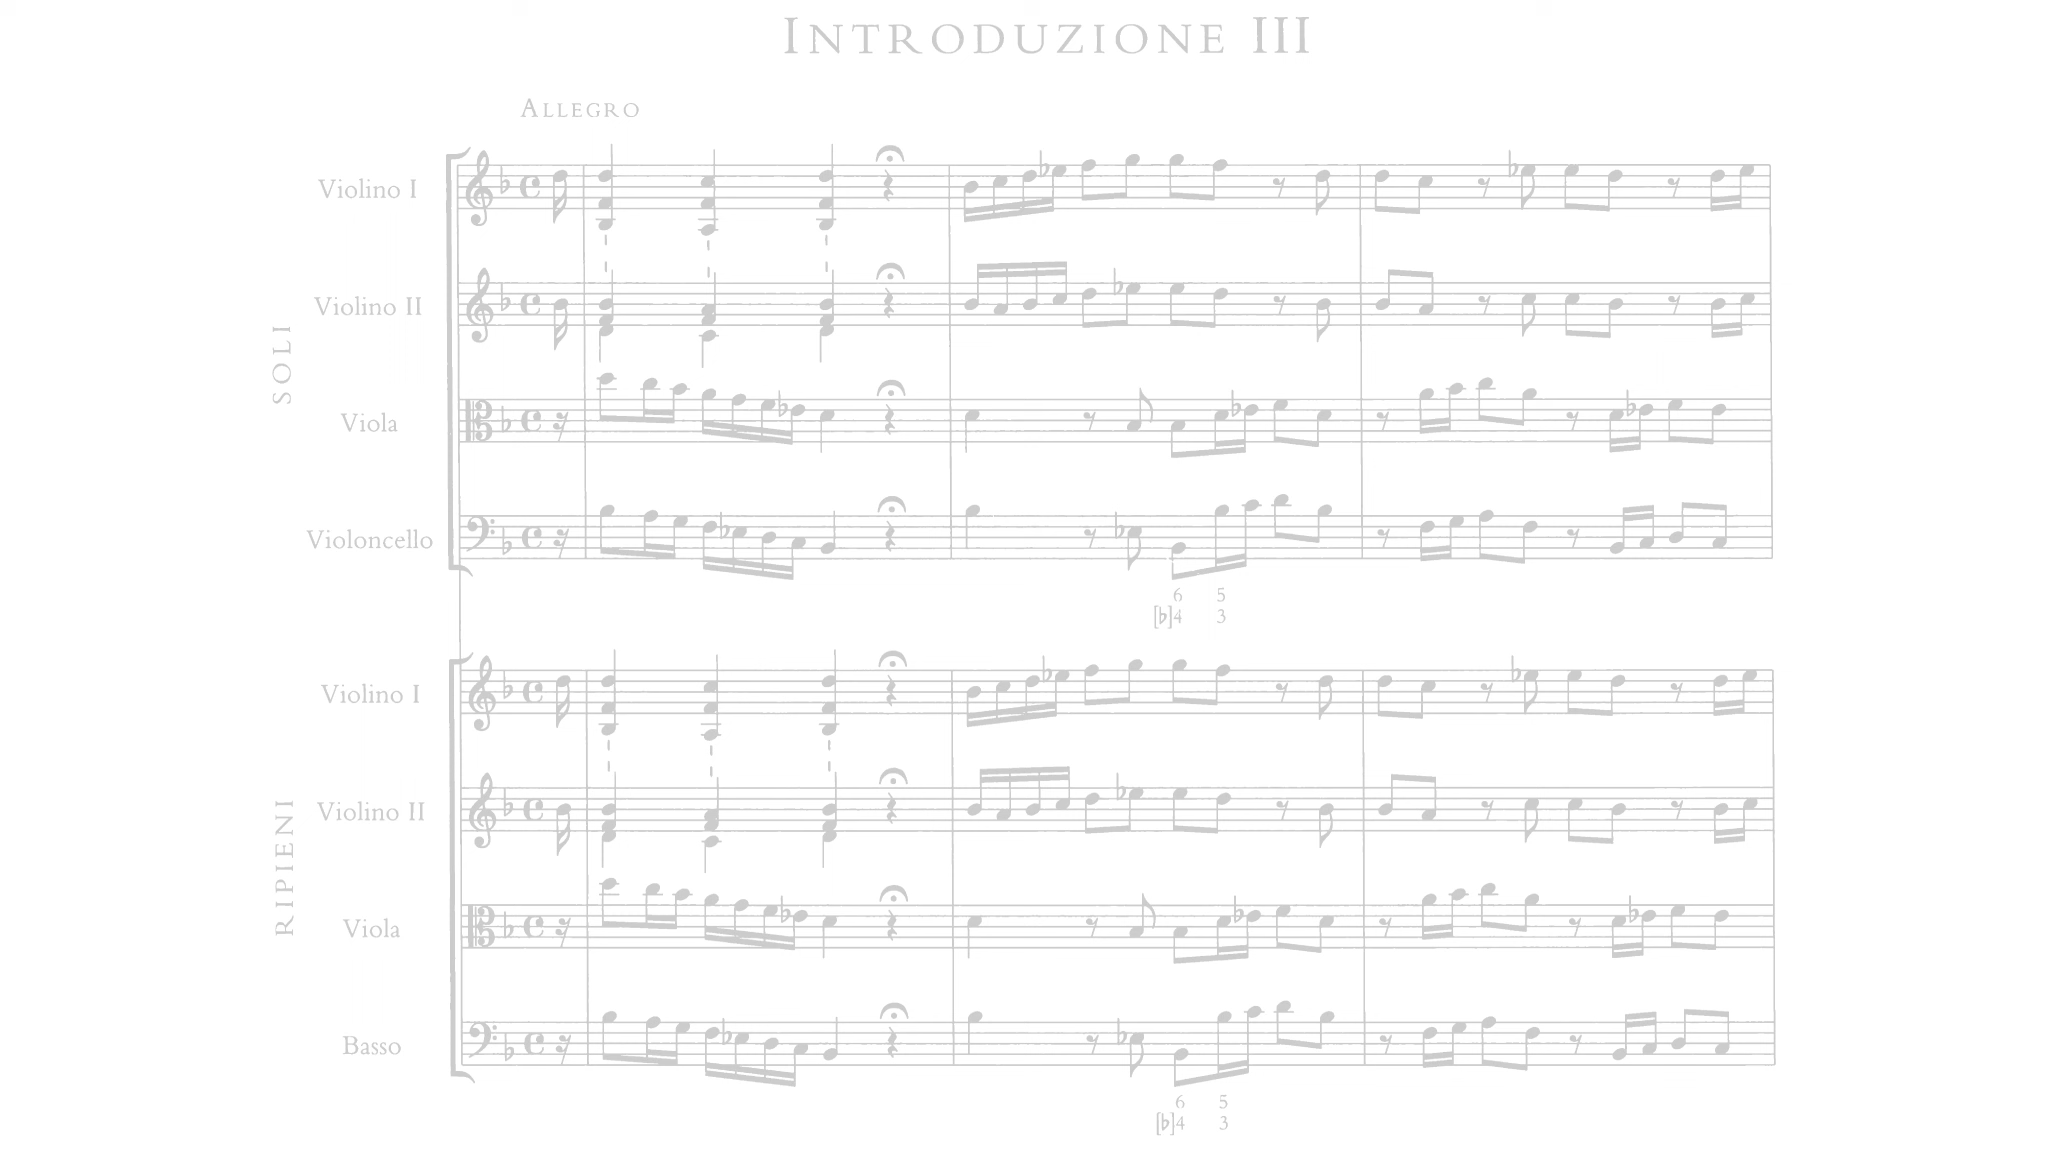 INTRODUZIONE III
ALLEGRO
SOLI
Violino I
Violino II
Viola
Violoncello
6 5
[♭]4 3
RIPIENI
Violino I
Violino II
Viola
Basso
6 5
[♭]4 3